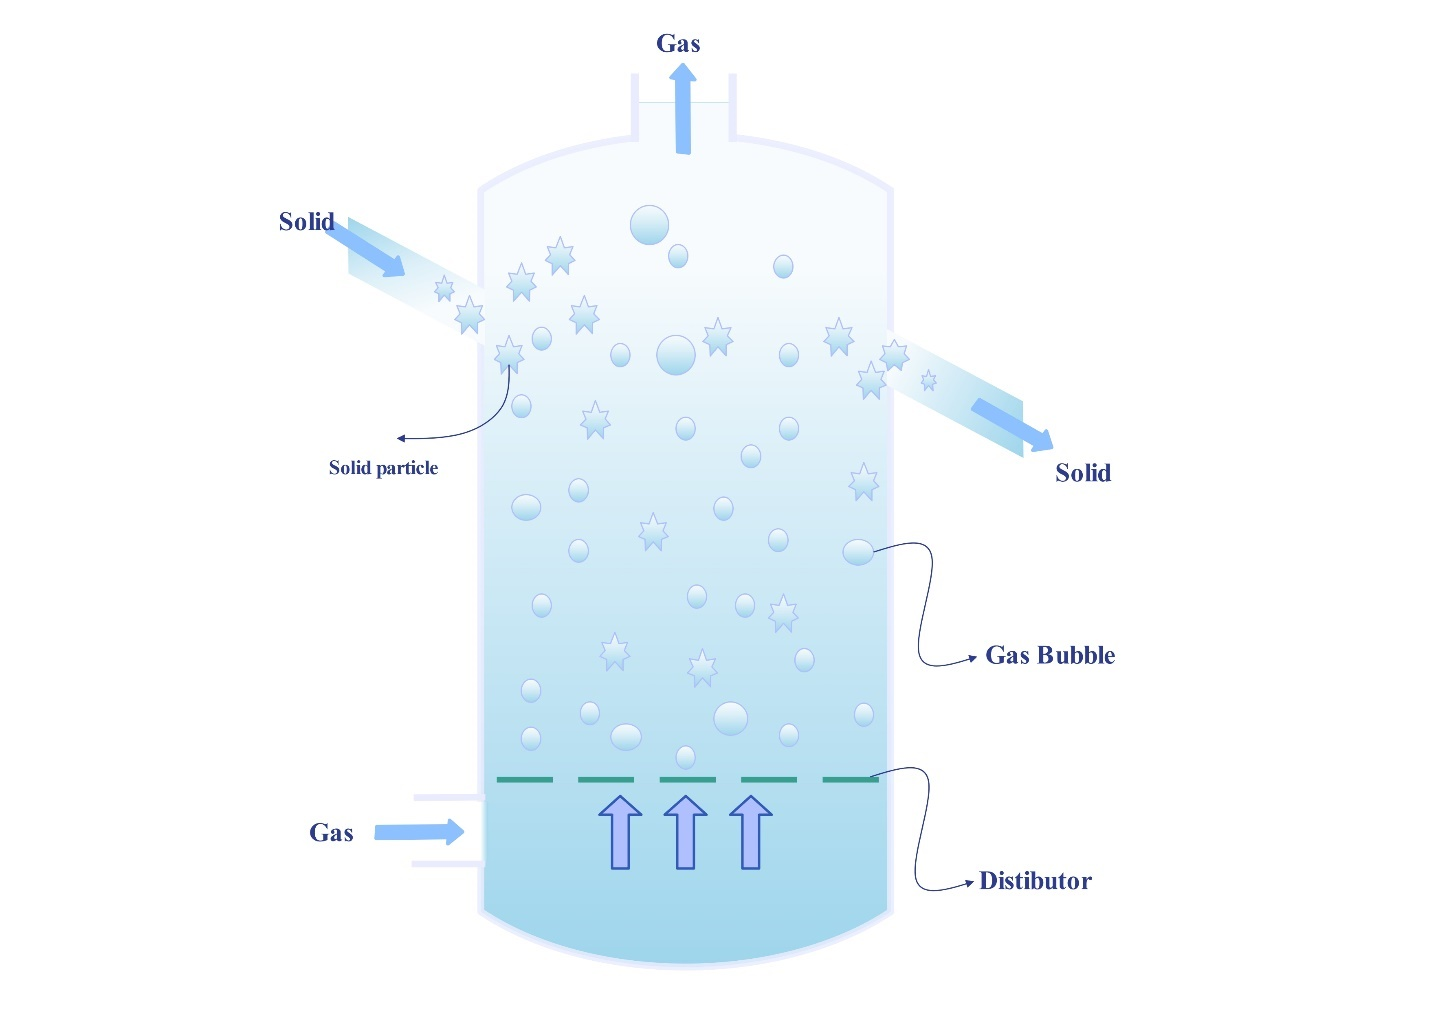 Gas
Solid
Solid particle
Solid
Gas Bubble
Gas
Distibutor